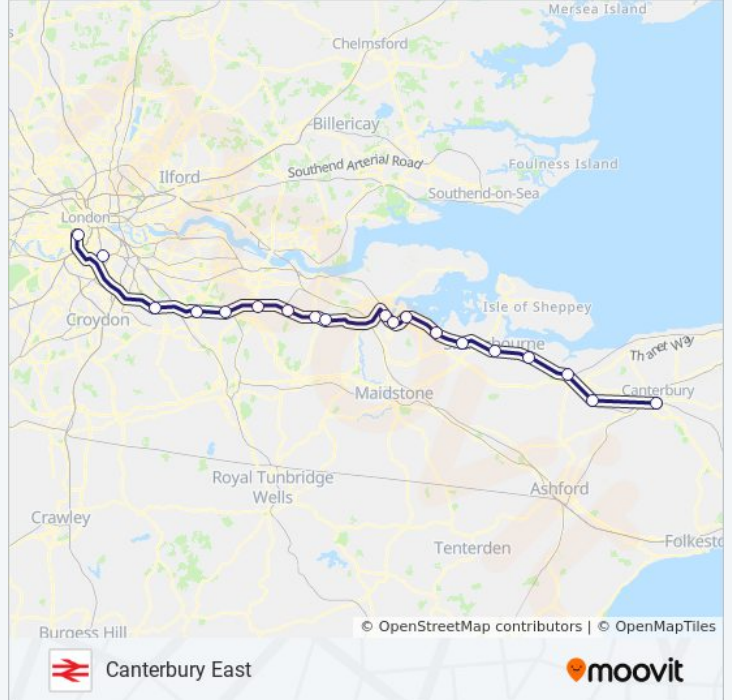 Mersea Island
Chelmsford
Billericay
Southend Arterial Road
Foulness Island
Ilford
Southend-on-Sea
London
Isle of Sheppey
Croydon
bourne
Thanet Way
Canterbury
Maidstone
Royal Tunbridge
Wells
Ashford
Crawley
Tenterden
Folkesto
Burgess Hill
© OpenStreetMap contributors | © OpenMapTiles
Canterbury East
moovit